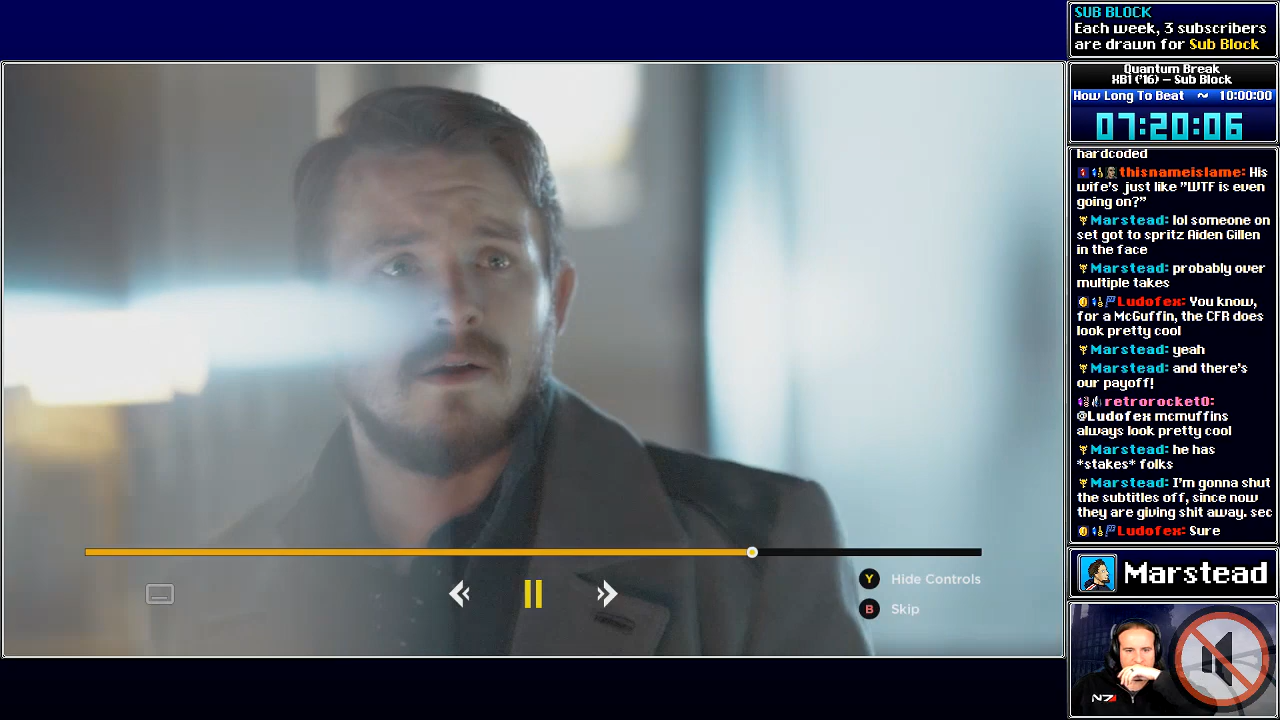 SUB BLOCK
Each week, 3 subscribers
are drawn for Sub Block
Quantum Break
XB1 ('16) – Sub Block
How Long To Beat ~ 10:00:00
07:20:06
hardcoded
thisnameislame: His
wife's just like "WTF is even
going on?"
Marstead: lol someone on
set got to spritz Aiden Gillen
in the face
Marstead: probably over
multiple takes
Ludofex: You know,
for a McGuffin, the CFR does
look pretty cool
Marstead: yeah
Marstead: and there's
our payoff!
retrorocket0:
@Ludofex mcmuffins
always look pretty cool
Marstead: he has
*stakes* folks
Marstead: I'm gonna shut
the subtitles off, since now
they are giving shit away. sec
Ludofex: Sure
Y Hide Controls
B Skip
Marstead
N7